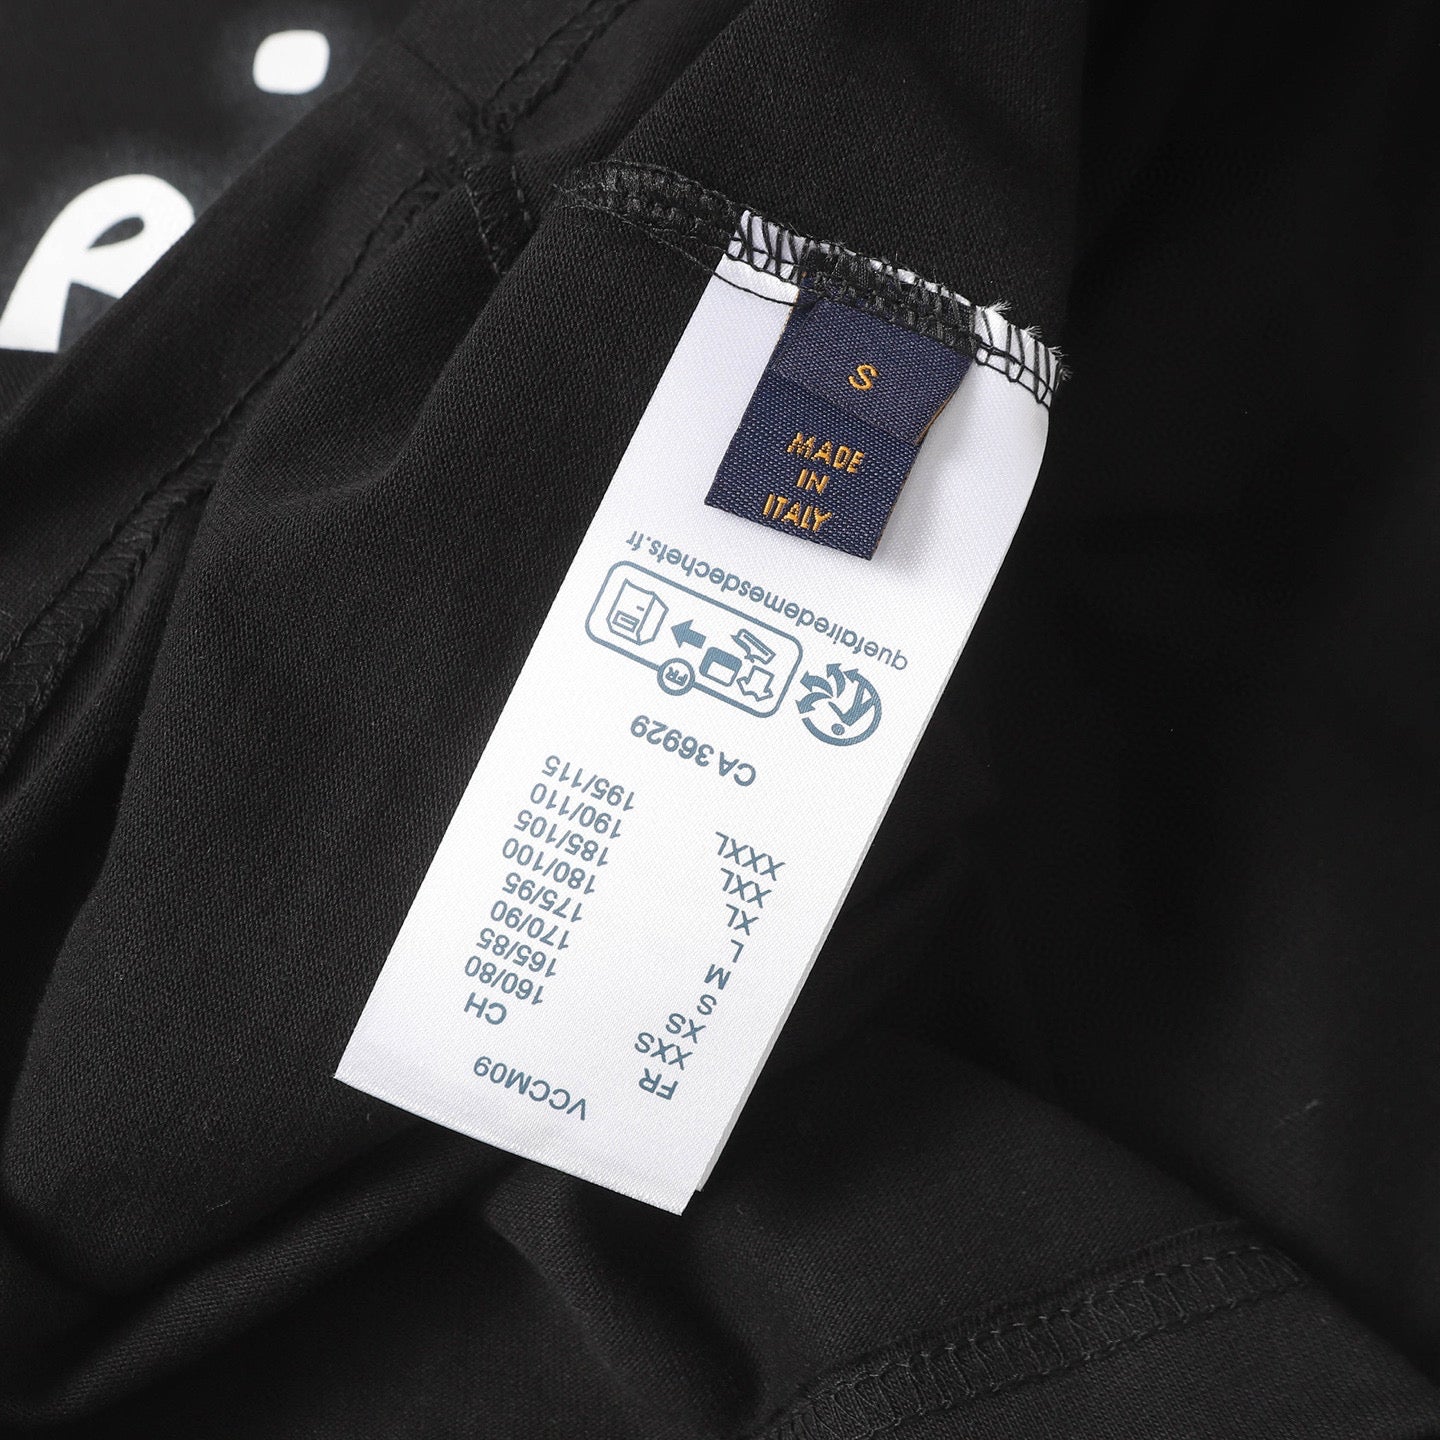 S
MADE
IN
ITALY
VCCM09
FR CH
XXS 160/80
XS 165/85
S 170/90
M 175/95
L 180/100
XL 185/105
XXL 190/110
XXXL 195/115
CA 36929
FR
quefairedemesdechets.fr
R